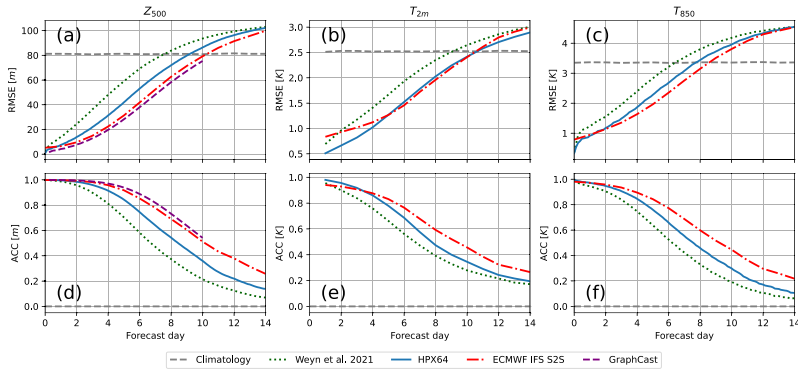 Z500
T2m
T850
(a)
(b)
(c)
RMSE [m]
100
80
60
40
20
0
RMSE [K]
3.0
2.5
2.0
1.5
1.0
0.5
RMSE [K]
4
3
2
1
(d)
(e)
(f)
ACC [m]
1.0
0.8
0.6
0.4
0.2
0.0
ACC [K]
1.0
0.8
0.6
0.4
0.2
0.0
ACC [K]
1.0
0.8
0.6
0.4
0.2
0.0
0 2 4 6 8 10 12 14
0 2 4 6 8 10 12 14
0 2 4 6 8 10 12 14
Forecast day
Forecast day
Forecast day
Climatology
Weyn et al. 2021
HPX64
ECMWF IFS S2S
GraphCast